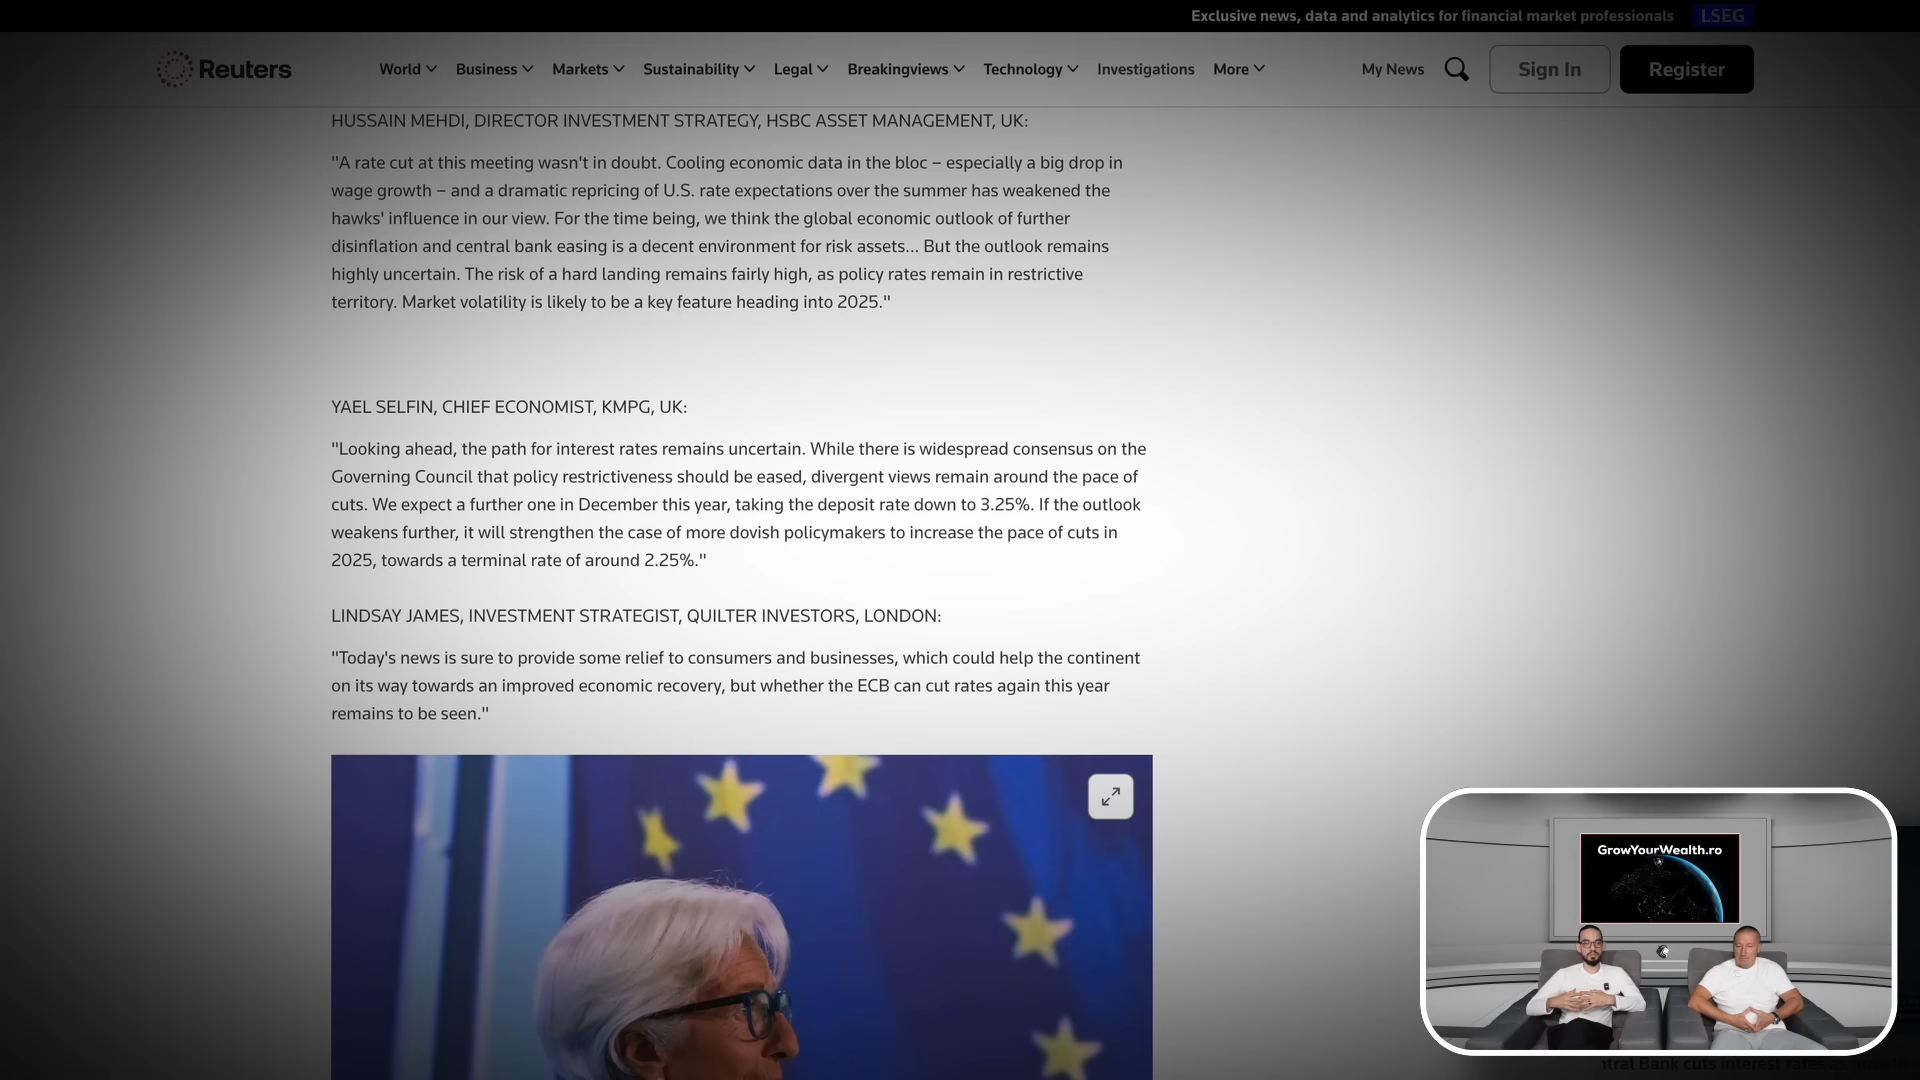 Exclusive news, data and analytics for financial market professionals LSEG
Reuters World Business Markets Sustainability Legal Breakingviews Technology Investigations More My News Sign In Register
HUSSAIN MEHDI, DIRECTOR INVESTMENT STRATEGY, HSBC ASSET MANAGEMENT, UK:
"A rate cut at this meeting wasn't in doubt. Cooling economic data in the bloc – especially a big drop in
wage growth – and a dramatic repricing of U.S. rate expectations over the summer has weakened the
hawks' influence in our view. For the time being, we think the global economic outlook of further
disinflation and central bank easing is a decent environment for risk assets... But the outlook remains
highly uncertain. The risk of a hard landing remains fairly high, as policy rates remain in restrictive
territory. Market volatility is likely to be a key feature heading into 2025."
YAEL SELFIN, CHIEF ECONOMIST, KMPG, UK:
"Looking ahead, the path for interest rates remains uncertain. While there is widespread consensus on the
Governing Council that policy restrictiveness should be eased, divergent views remain around the pace of
cuts. We expect a further one in December this year, taking the deposit rate down to 3.25%. If the outlook
weakens further, it will strengthen the case of more dovish policymakers to increase the pace of cuts in
2025, towards a terminal rate of around 2.25%."
LINDSAY JAMES, INVESTMENT STRATEGIST, QUILTER INVESTORS, LONDON:
"Today's news is sure to provide some relief to consumers and businesses, which could help the continent
on its way towards an improved economic recovery, but whether the ECB can cut rates again this year
remains to be seen."
GrowYourWealth.ro
Bank cuts interest rates